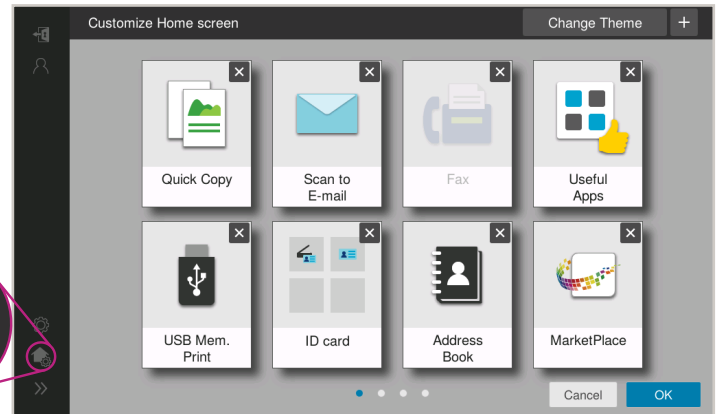 Customize Home screen
Change Theme
+
Quick Copy
Scan to
E-mail
Fax
Useful
Apps
USB Mem.
Print
ID card
Address
Book
MarketPlace
Cancel
OK